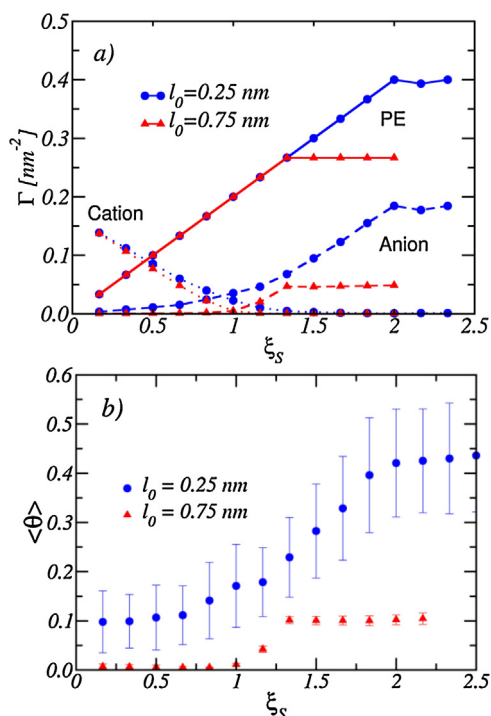 a)
0.5
0.4
0.3
0.2
0.1
0.0
Γ [nm⁻²]
l₀=0.25 nm
l₀=0.75 nm
PE
Cation
Anion
0 0.5 1 1.5 2 2.5
ξₛ
b)
0.6
0.5
0.4
0.3
0.2
0.1
0.0
<θ>
l₀ = 0.25 nm
l₀ = 0.75 nm
0 0.5 1 1.5 2 2.5
ξₛ